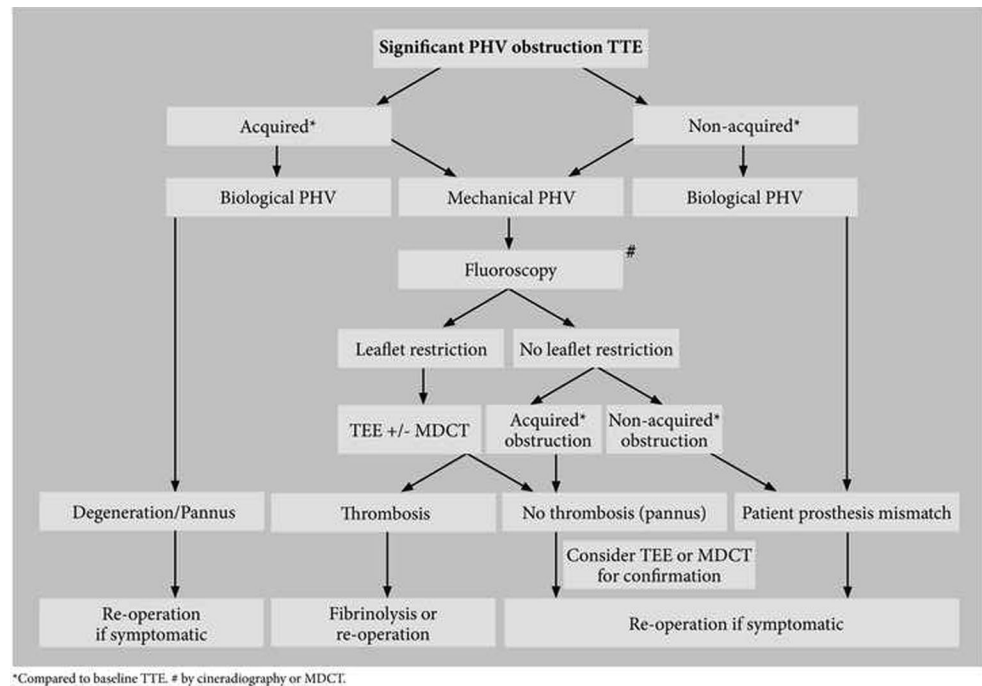 Significant PHV obstruction TTE
Acquired*
Non-acquired*
Biological PHV
Mechanical PHV
Biological PHV
Fluoroscopy
#
Leaflet restriction
No leaflet restriction
TEE +/- MDCT
Acquired*
obstruction
Non-acquired*
obstruction
Degeneration/Pannus
Thrombosis
No thrombosis (pannus)
Patient prosthesis mismatch
Consider TEE or MDCT
for confirmation
Re-operation
if symptomatic
Fibrinolysis or
re-operation
Re-operation if symptomatic
*Compared to baseline TTE. # by cineradiography or MDCT.